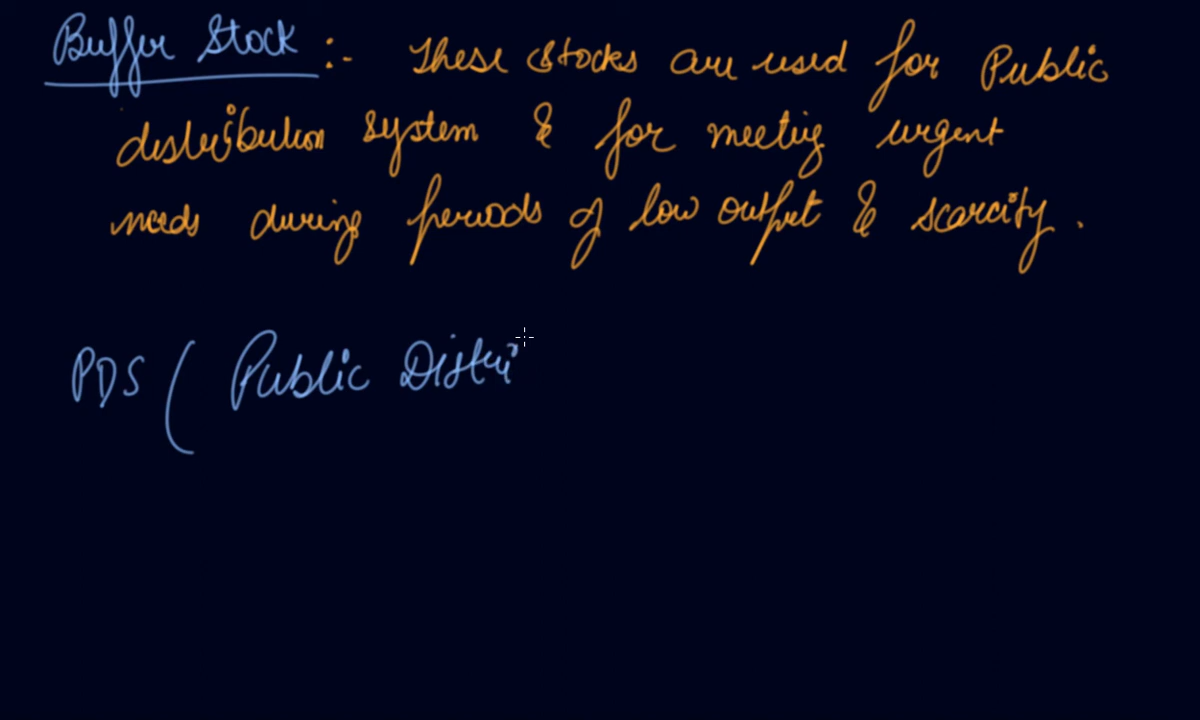 Buffer Stock :- These Stocks are used for Public
distribution system & for meeting urgent
needs during periods of low output & scarcity.
PDS ( Public Distri